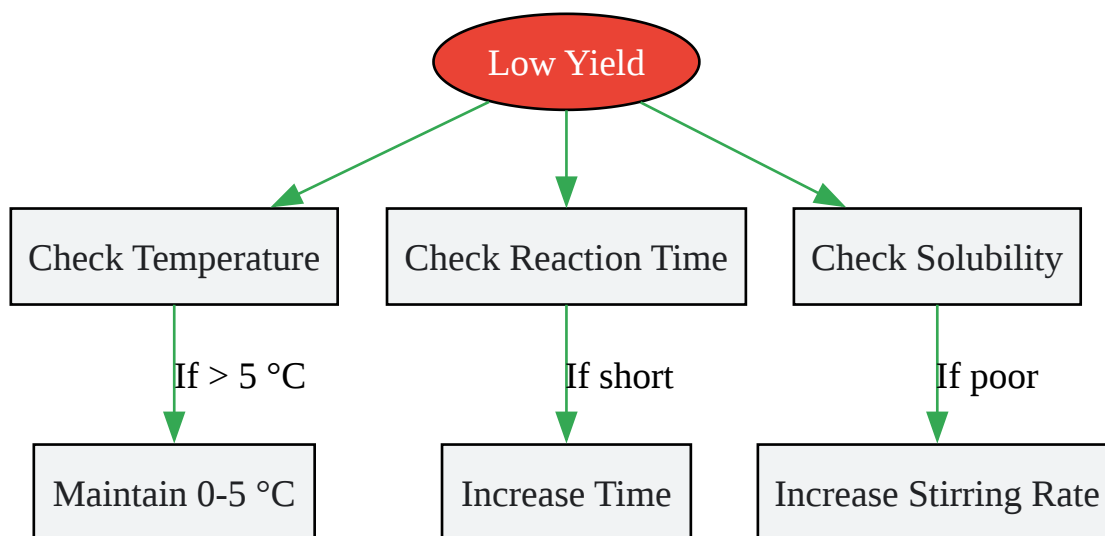 Low Yield
Check Temperature
Check Reaction Time
Check Solubility
If > 5 °C
If short
If poor
Maintain 0-5 °C
Increase Time
Increase Stirring Rate